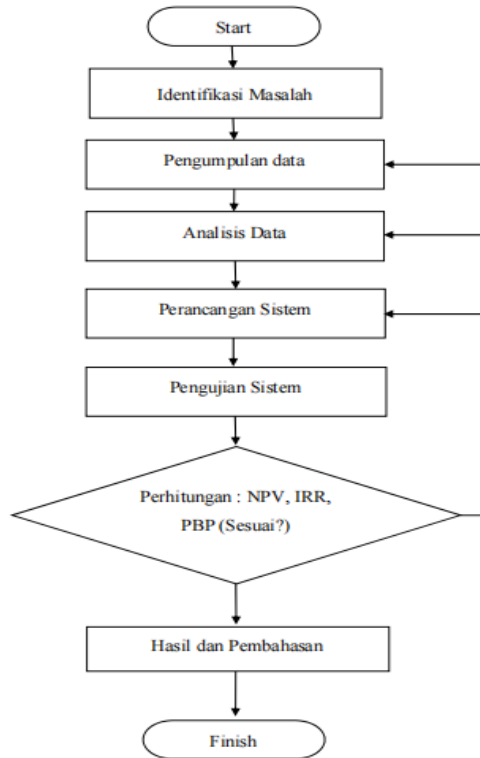 Start
Identifikasi Masalah
Pengumpulan data
Analisis Data
Perancangan Sistem
Pengujian Sistem
Perhitungan : NPV, IRR,
PBP (Sesuai?)
Hasil dan Pembahasan
Finish